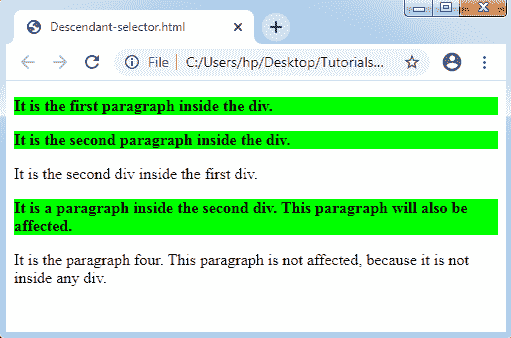 Descendant-selector.html
File
C:/Users/hp/Desktop/Tutorials...
It is the first paragraph inside the div.
It is the second paragraph inside the div.
It is the second div inside the first div.
It is a paragraph inside the second div. This paragraph will also be
affected.
It is the paragraph four. This paragraph is not affected, because it is not
inside any div.